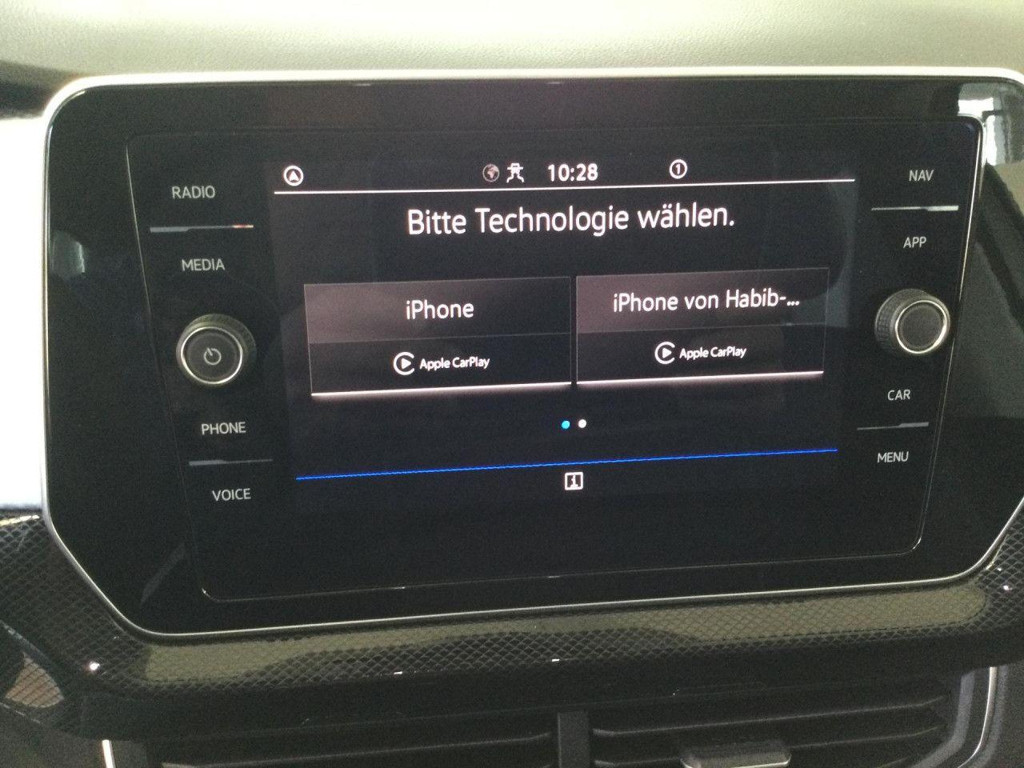 RADIO
MEDIA
PHONE
VOICE
10:28
1
Bitte Technologie wählen.
iPhone
Apple CarPlay
iPhone von Habib-...
Apple CarPlay
i
NAV
APP
CAR
MENU